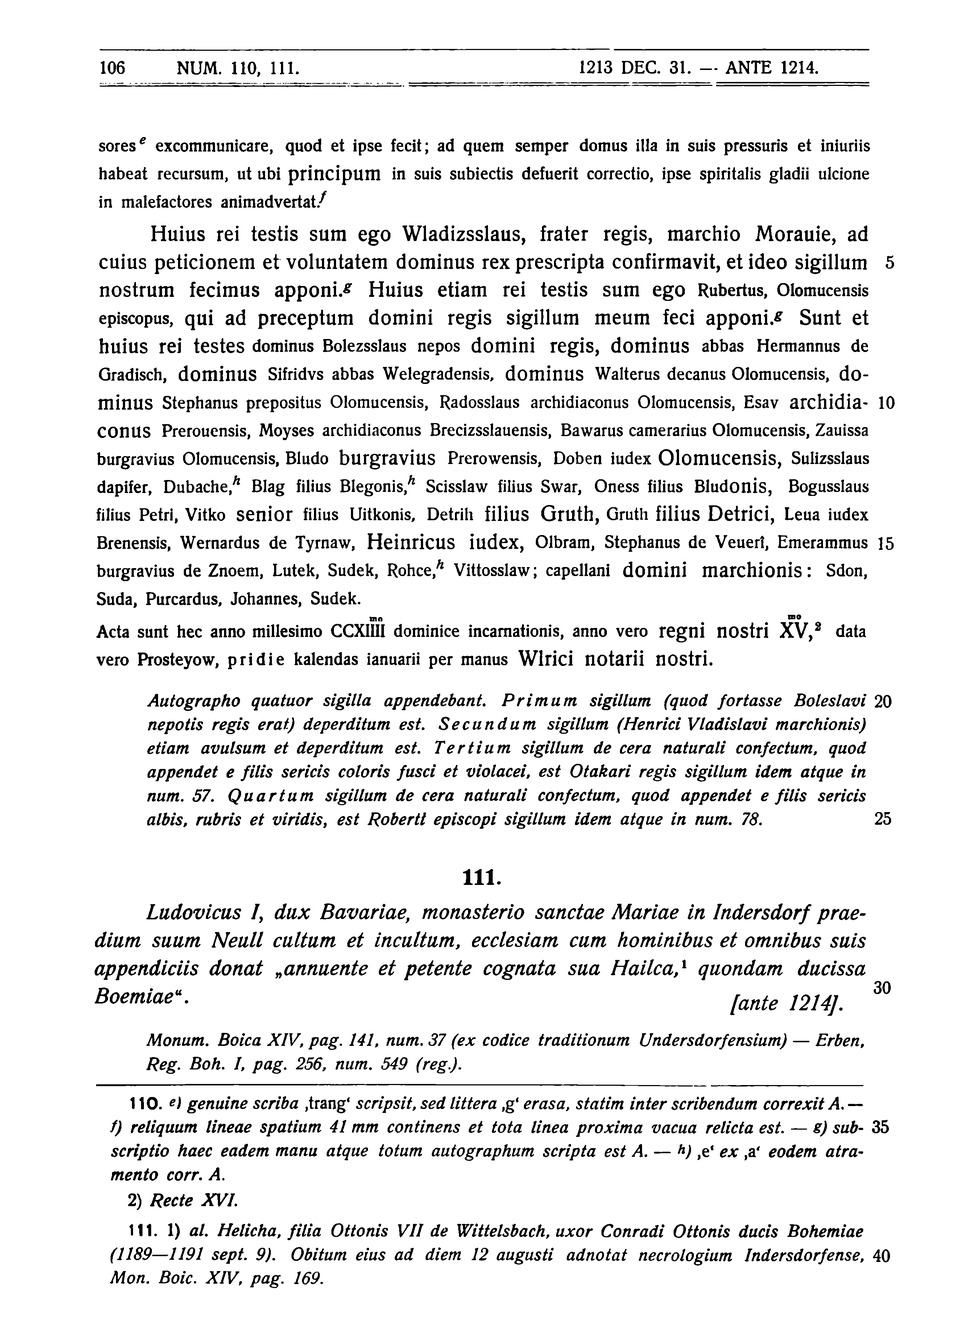 106 NUM. 110, 111. 1213 DEC. 31. — ANTE 1214.
sores e excommunicare, quod et ipse fecit; ad quem semper domus illa in suis pressuris et iniuriis
habeat recursum, ut ubi principum in suis subiectis defuerit correctio, ipse spiritalis gladii ulcione
in malefactores animadvertat. f
Huius rei testis sum ego Wladizsslaus, frater regis, marchio Morauie, ad
cuius peticionem et voluntatem dominus rex prescripta confirmavit, et ideo sigillum 5
nostrum fecimus apponi. g Huius etiam rei testis sum ego Rubertus, Olomucensis
episcopus, qui ad preceptum domini regis sigillum meum feci apponi. g Sunt et
huius rei testes dominus Bolezsslaus nepos domini regis, dominus abbas Hermannus de
Gradisch, dominus Sifridvs abbas Welegradensis, dominus Walterus decanus Olomucensis, do-
minus Stephanus prepositus Olomucensis, Radosslaus archidiaconus Olomucensis, Esav archidia- 10
conus Prerouensis, Moyses archidiaconus Brecizsslauensis, Bawarus camerarius Olomucensis, Zauissa
burgravius Olomucensis, Bludo burgravius Prerowensis, Doben iudex Olomucensis, Sulizsslaus
dapifer, Dubache, h Blag filius Blegonis, h Scisslaw filius Swar, Oness filius Bludonis, Bogusslaus
filius Petri, Vitko senior filius Uitkonis, Detrih filius Gruth, Gruth filius Detrici, Leua iudex
Brenensis, Wernardus de Tyrnaw, Heinricus iudex, Olbram, Stephanus de Veuerí, Emerammus 15
burgravius de Znoem, Lutek, Sudek, Rohce, h Vittosslaw; capellani domini marchionis: Sdon,
Suda, Purcardus, Johannes, Sudek.
Acta sunt hec anno millesimo CCXIIII mo dominice incarnationis, anno vero regni nostri XV mo, ² data
vero Prosteyow, pridie kalendas ianuarii per manus Wlrici notarii nostri.
Autographo quatuor sigilla appendebant. Primum sigillum (quod fortasse Boleslavi 20
nepotis regis erat) deperditum est. Secundum sigillum (Henrici Vladislavi marchionis)
etiam avulsum et deperditum est. Tertium sigillum de cera naturali confectum, quod
appendet e filis sericis coloris fusci et violacei, est Otakari regis sigillum idem atque in
num. 57. Quartum sigillum de cera naturali confectum, quod appendet e filis sericis
albis, rubris et viridis, est Roberti episcopi sigillum idem atque in num. 78. 25
111.
Ludovicus I, dux Bavariae, monasterio sanctae Mariae in Indersdorf prae-
dium suum Neull cultum et incultum, ecclesiam cum hominibus et omnibus suis
appendiciis donat „annuente et petente cognata sua Hailca,¹ quondam ducissa
Boemiae“. [ante 1214]. 30
Monum. Boica XIV, pag. 141, num. 37 (ex codice traditionum Undersdorfensium) — Erben,
Reg. Boh. I, pag. 256, num. 549 (reg.).
110. e) genuine scriba ‚trang‘ scripsit, sed littera ‚g‘ erasa, statim inter scribendum correxit A. —
f) reliquum lineae spatium 41 mm continens et tota linea proxima vacua relicta est. — g) sub- 35
scriptio haec eadem manu atque totum autographum scripta est A. — h) ‚e‘ ex ‚a‘ eodem atra-
mento corr. A.
2) Recte XVI.
111. 1) al. Helicha, filia Ottonis VII de Wittelsbach, uxor Conradi Ottonis ducis Bohemiae
(1189—1191 sept. 9). Obitum eius ad diem 12 augusti adnotat necrologium Indersdorfense, 40
Mon. Boic. XIV, pag. 169.